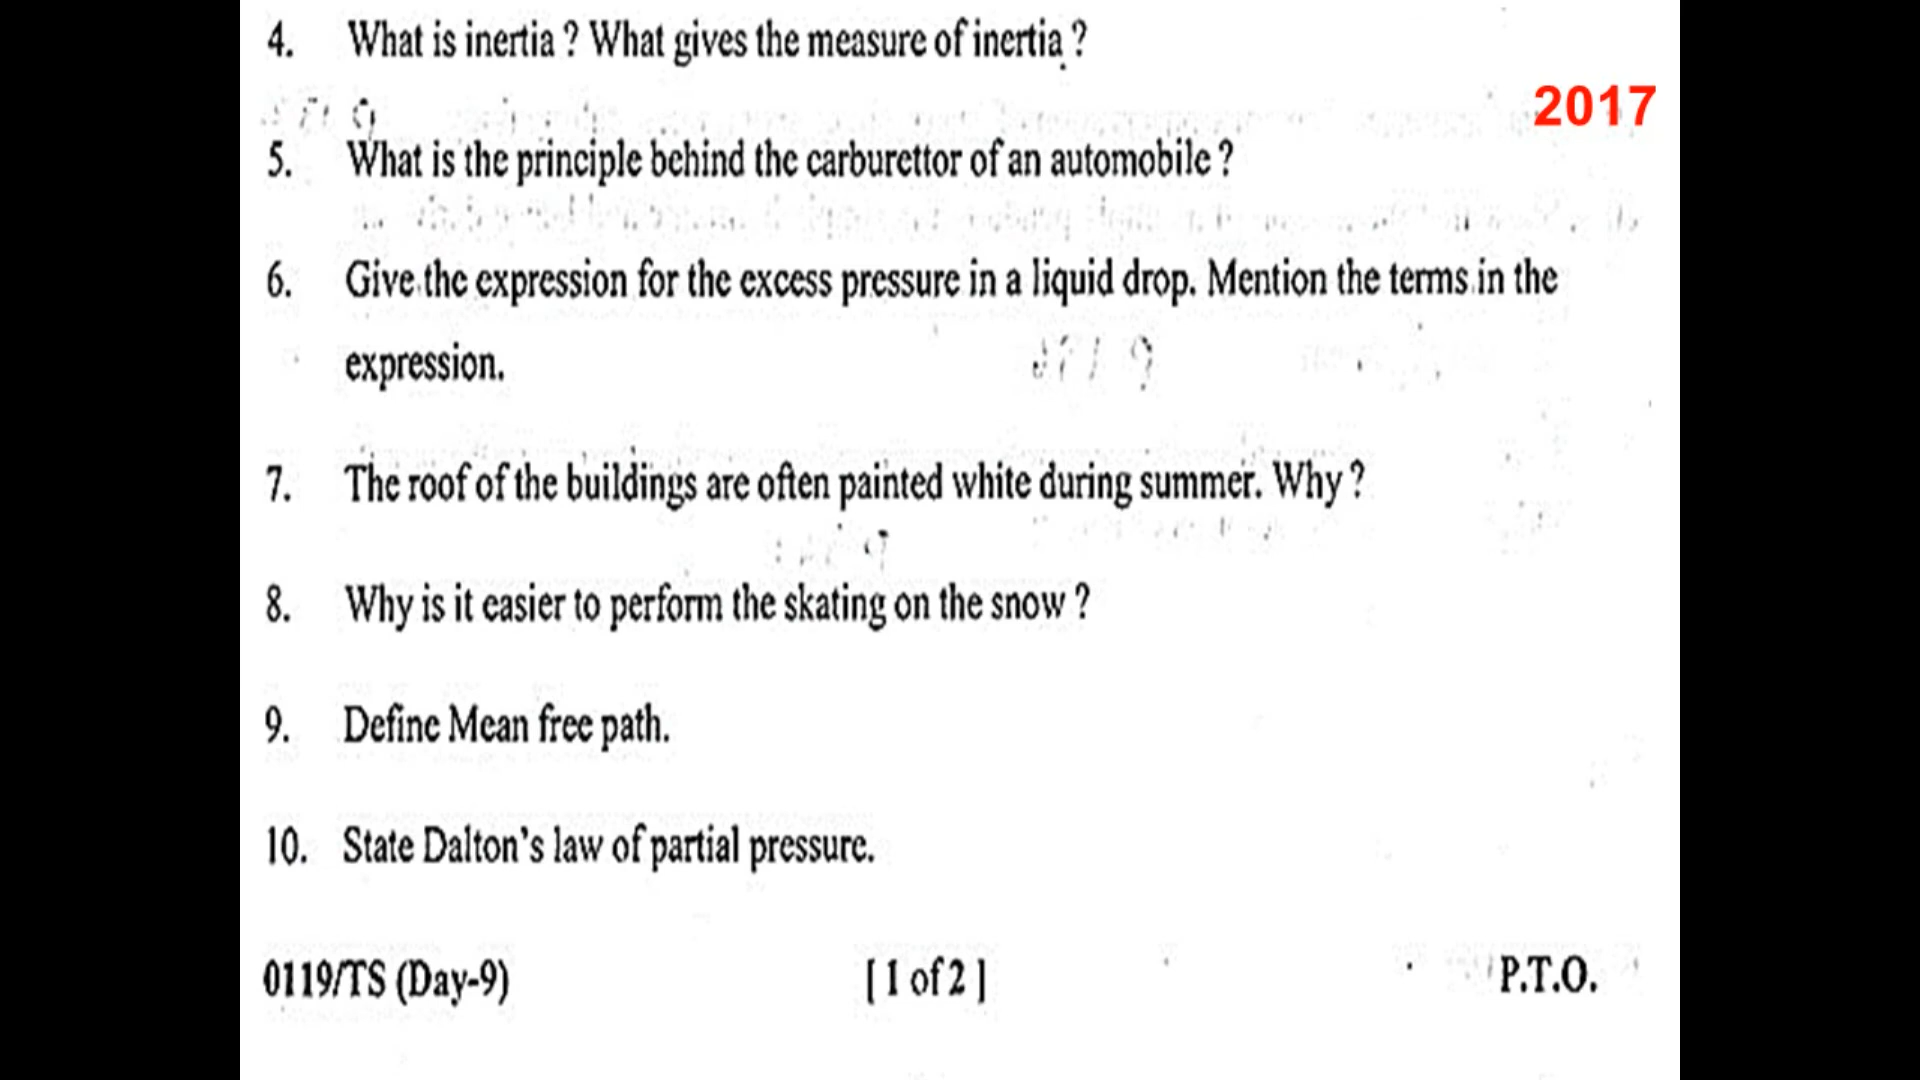 4. What is inertia ? What gives the measure of inertia ?
2017
5. What is the principle behind the carburettor of an automobile ?
6. Give the expression for the excess pressure in a liquid drop. Mention the terms in the
expression.
7. The roof of the buildings are often painted white during summer. Why ?
8. Why is it easier to perform the skating on the snow ?
9. Define Mean free path.
10. State Dalton's law of partial pressure.
0119/TS (Day-9) [ 1 of 2 ] P.T.O.